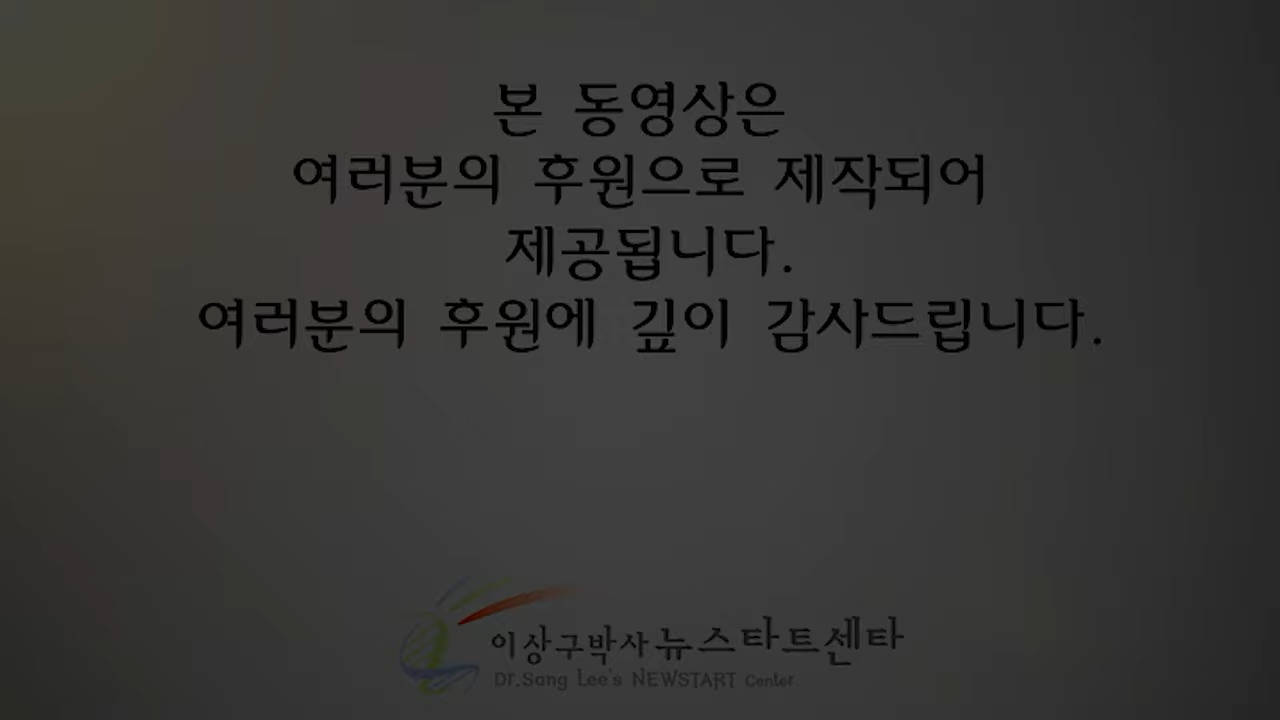 본 동영상은
여러분의 후원으로 제작되어
제공됩니다.
여러분의 후원에 깊이 감사드립니다.
이상구박사 뉴스타트센타
Dr.Sang Lee's NEWSTART Center